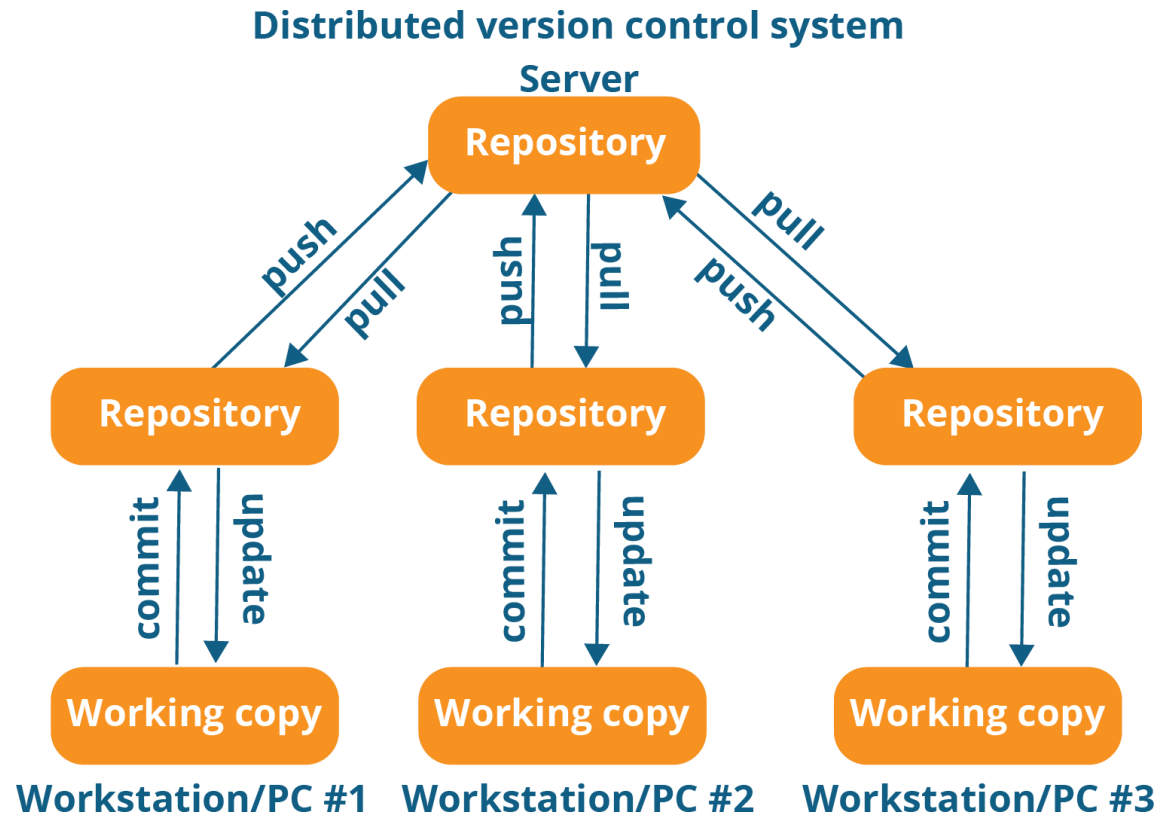 Distributed version control system
Server
Repository
push
pull
push
pull
push
pull
Repository
Repository
Repository
commit
update
commit
update
commit
update
Working copy
Working copy
Working copy
Workstation/PC #1
Workstation/PC #2
Workstation/PC #3